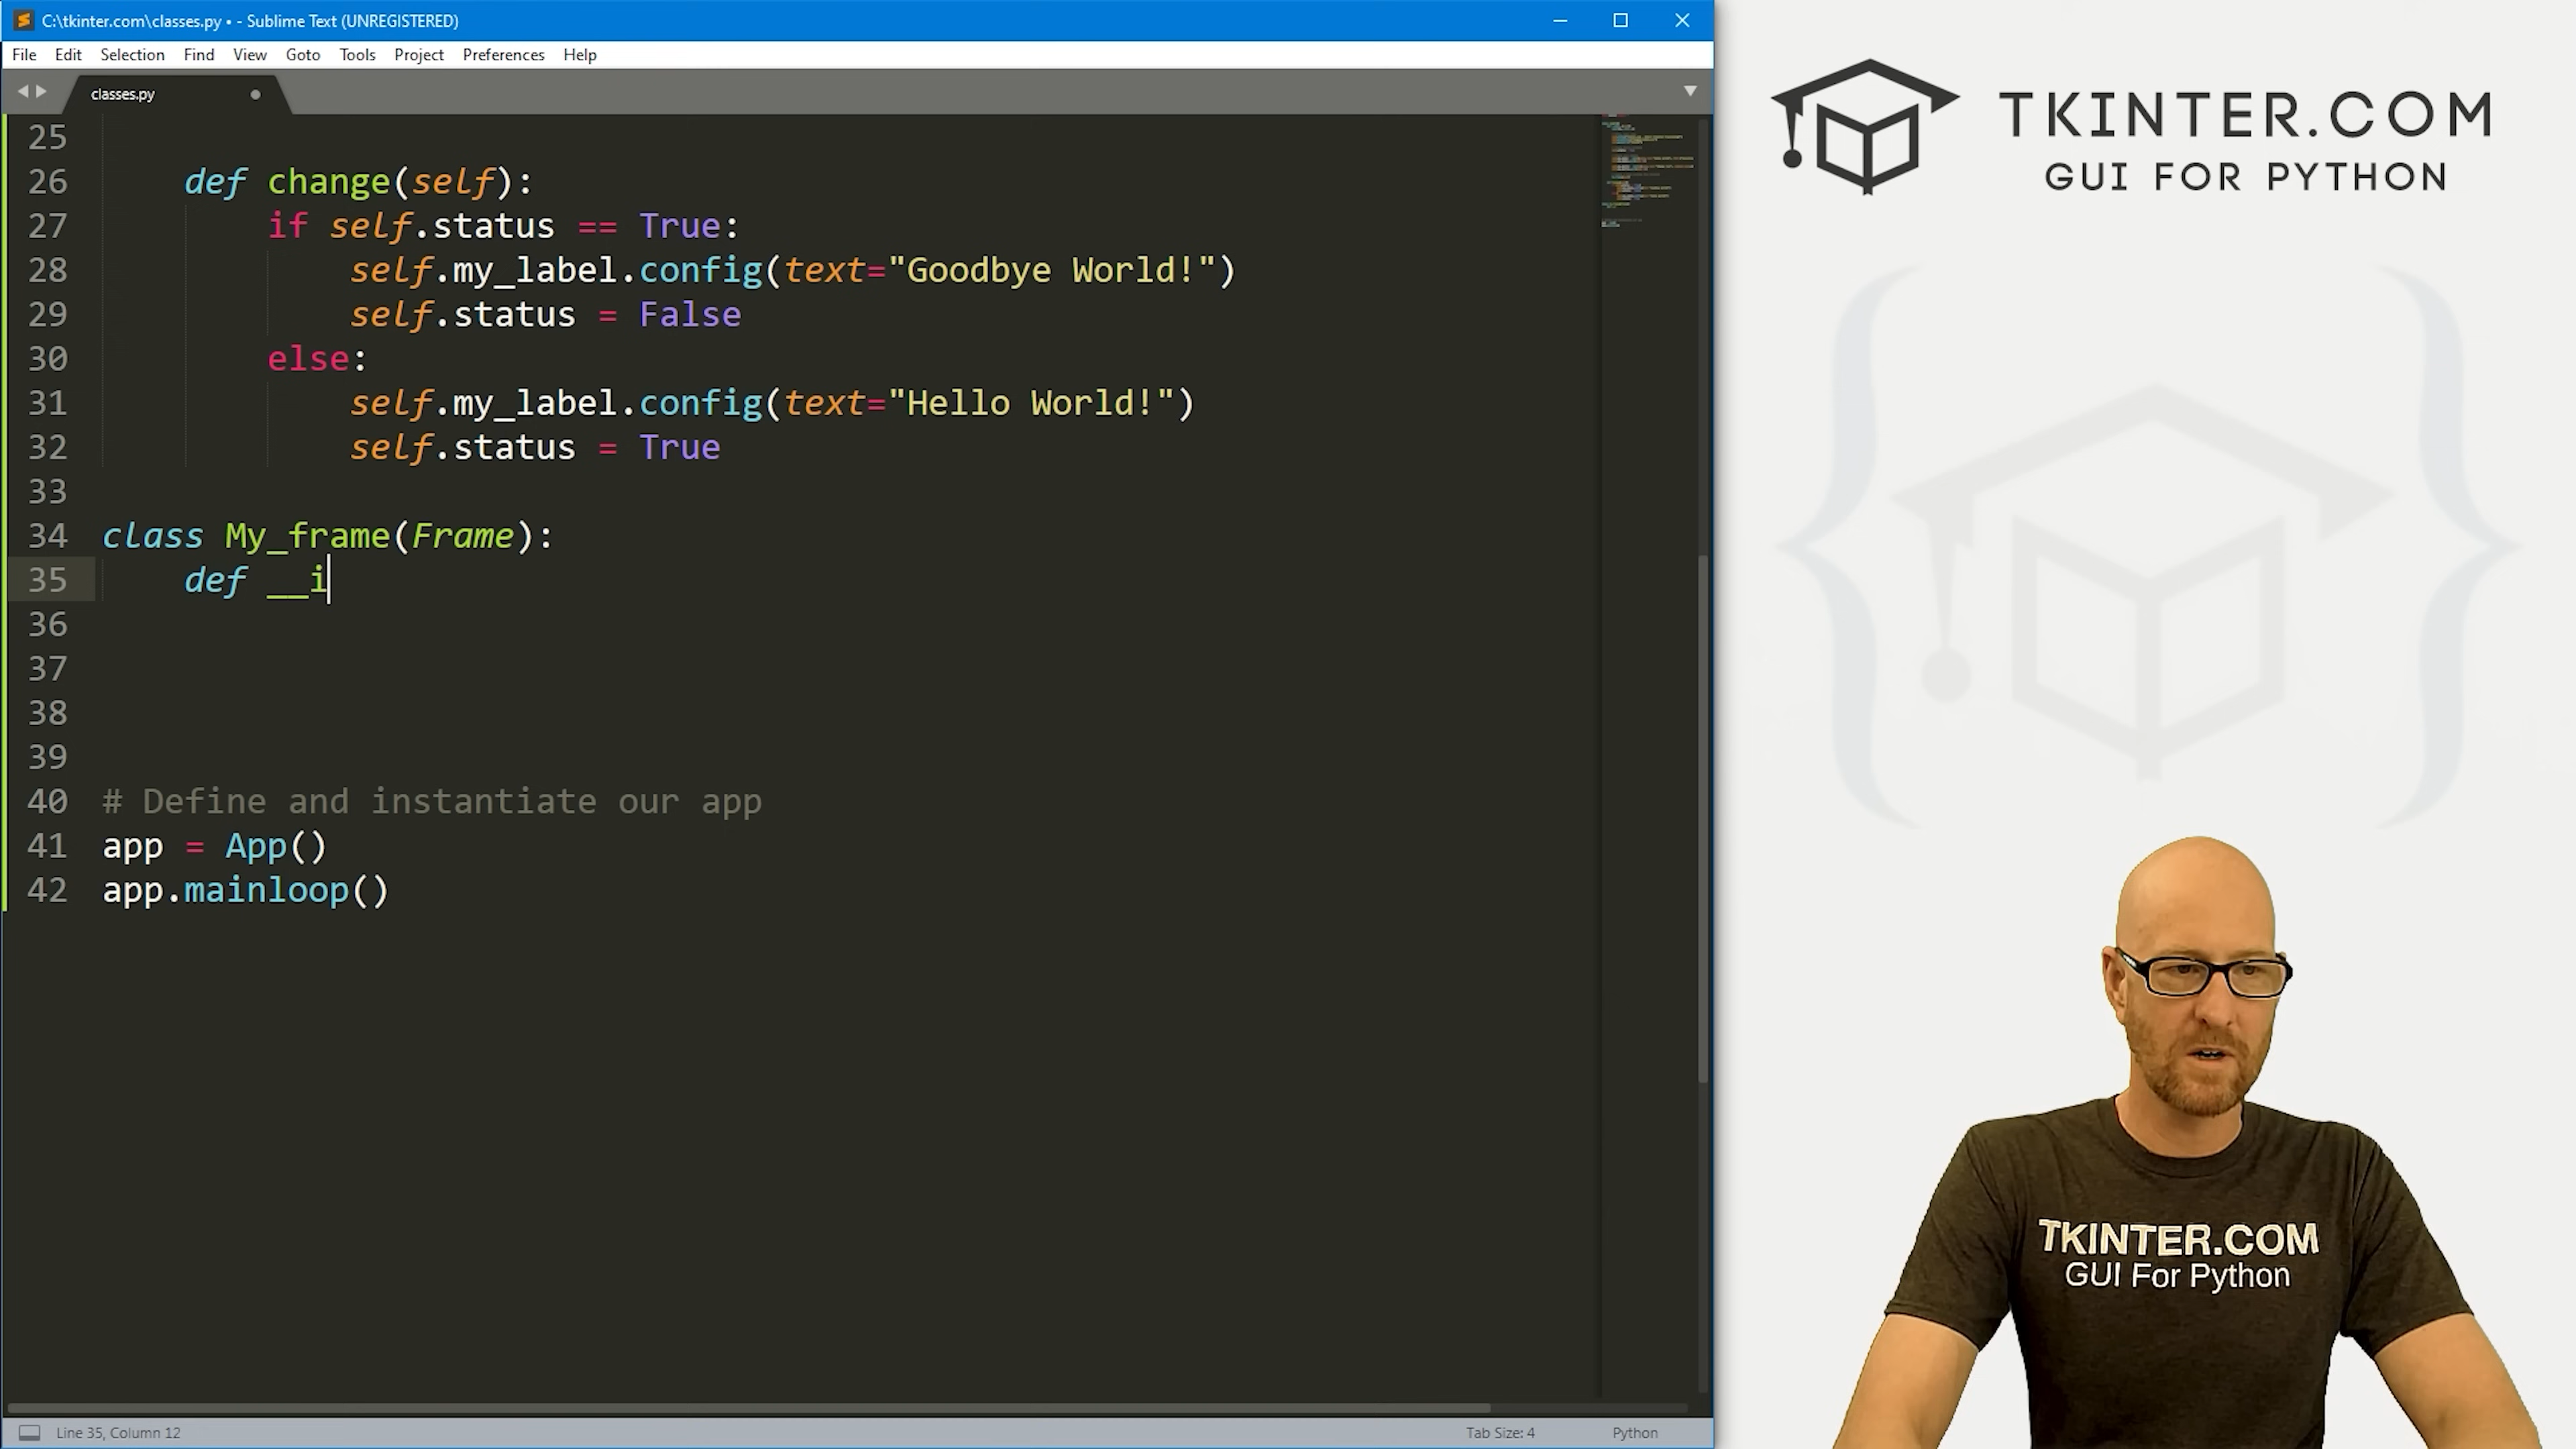 C:\tkinter.com\classes.py • - Sublime Text (UNREGISTERED)
File Edit Selection Find View Goto Tools Project Preferences Help
classes.py
25
26 def change(self):
27 if self.status == True:
28 self.my_label.config(text="Goodbye World!")
29 self.status = False
30 else:
31 self.my_label.config(text="Hello World!")
32 self.status = True
33
34 class My_frame(Frame):
35 def __i
36
37
38
39
40 # Define and instantiate our app
41 app = App()
42 app.mainloop()
Line 35, Column 12 Tab Size: 4 Python
TKINTER.COM
GUI FOR PYTHON
TKINTER.COM
GUI For Python